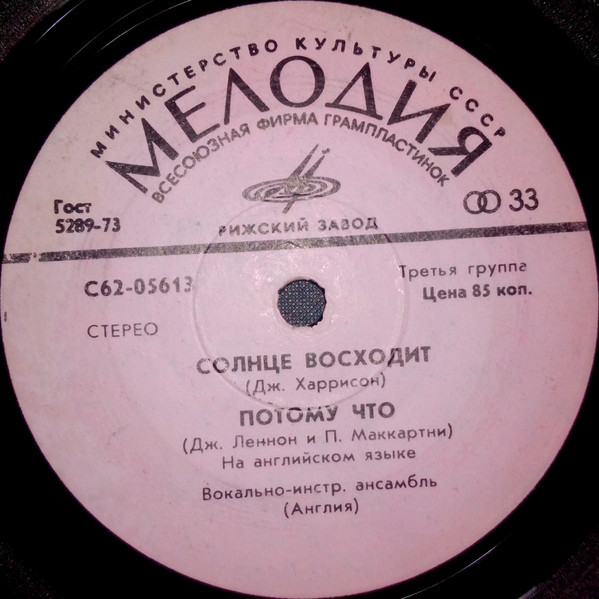 МИНИСТЕРСТВО КУЛЬТУРЫ СССР
МЕЛОДИЯ
ВСЕСОЮЗНАЯ ФИРМА ГРАМПЛАСТИНОК
Гост
5289-73
РИЖСКИЙ ЗАВОД
33
С62-05613
Третья группа
Цена 85 коп.
СТЕРЕО
СОЛНЦЕ ВОСХОДИТ
(Дж. Харрисон)
ПОТОМУ ЧТО
(Дж. Леннон и П. Маккартни)
На английском языке
Вокально-инстр. ансамбль
(Англия)